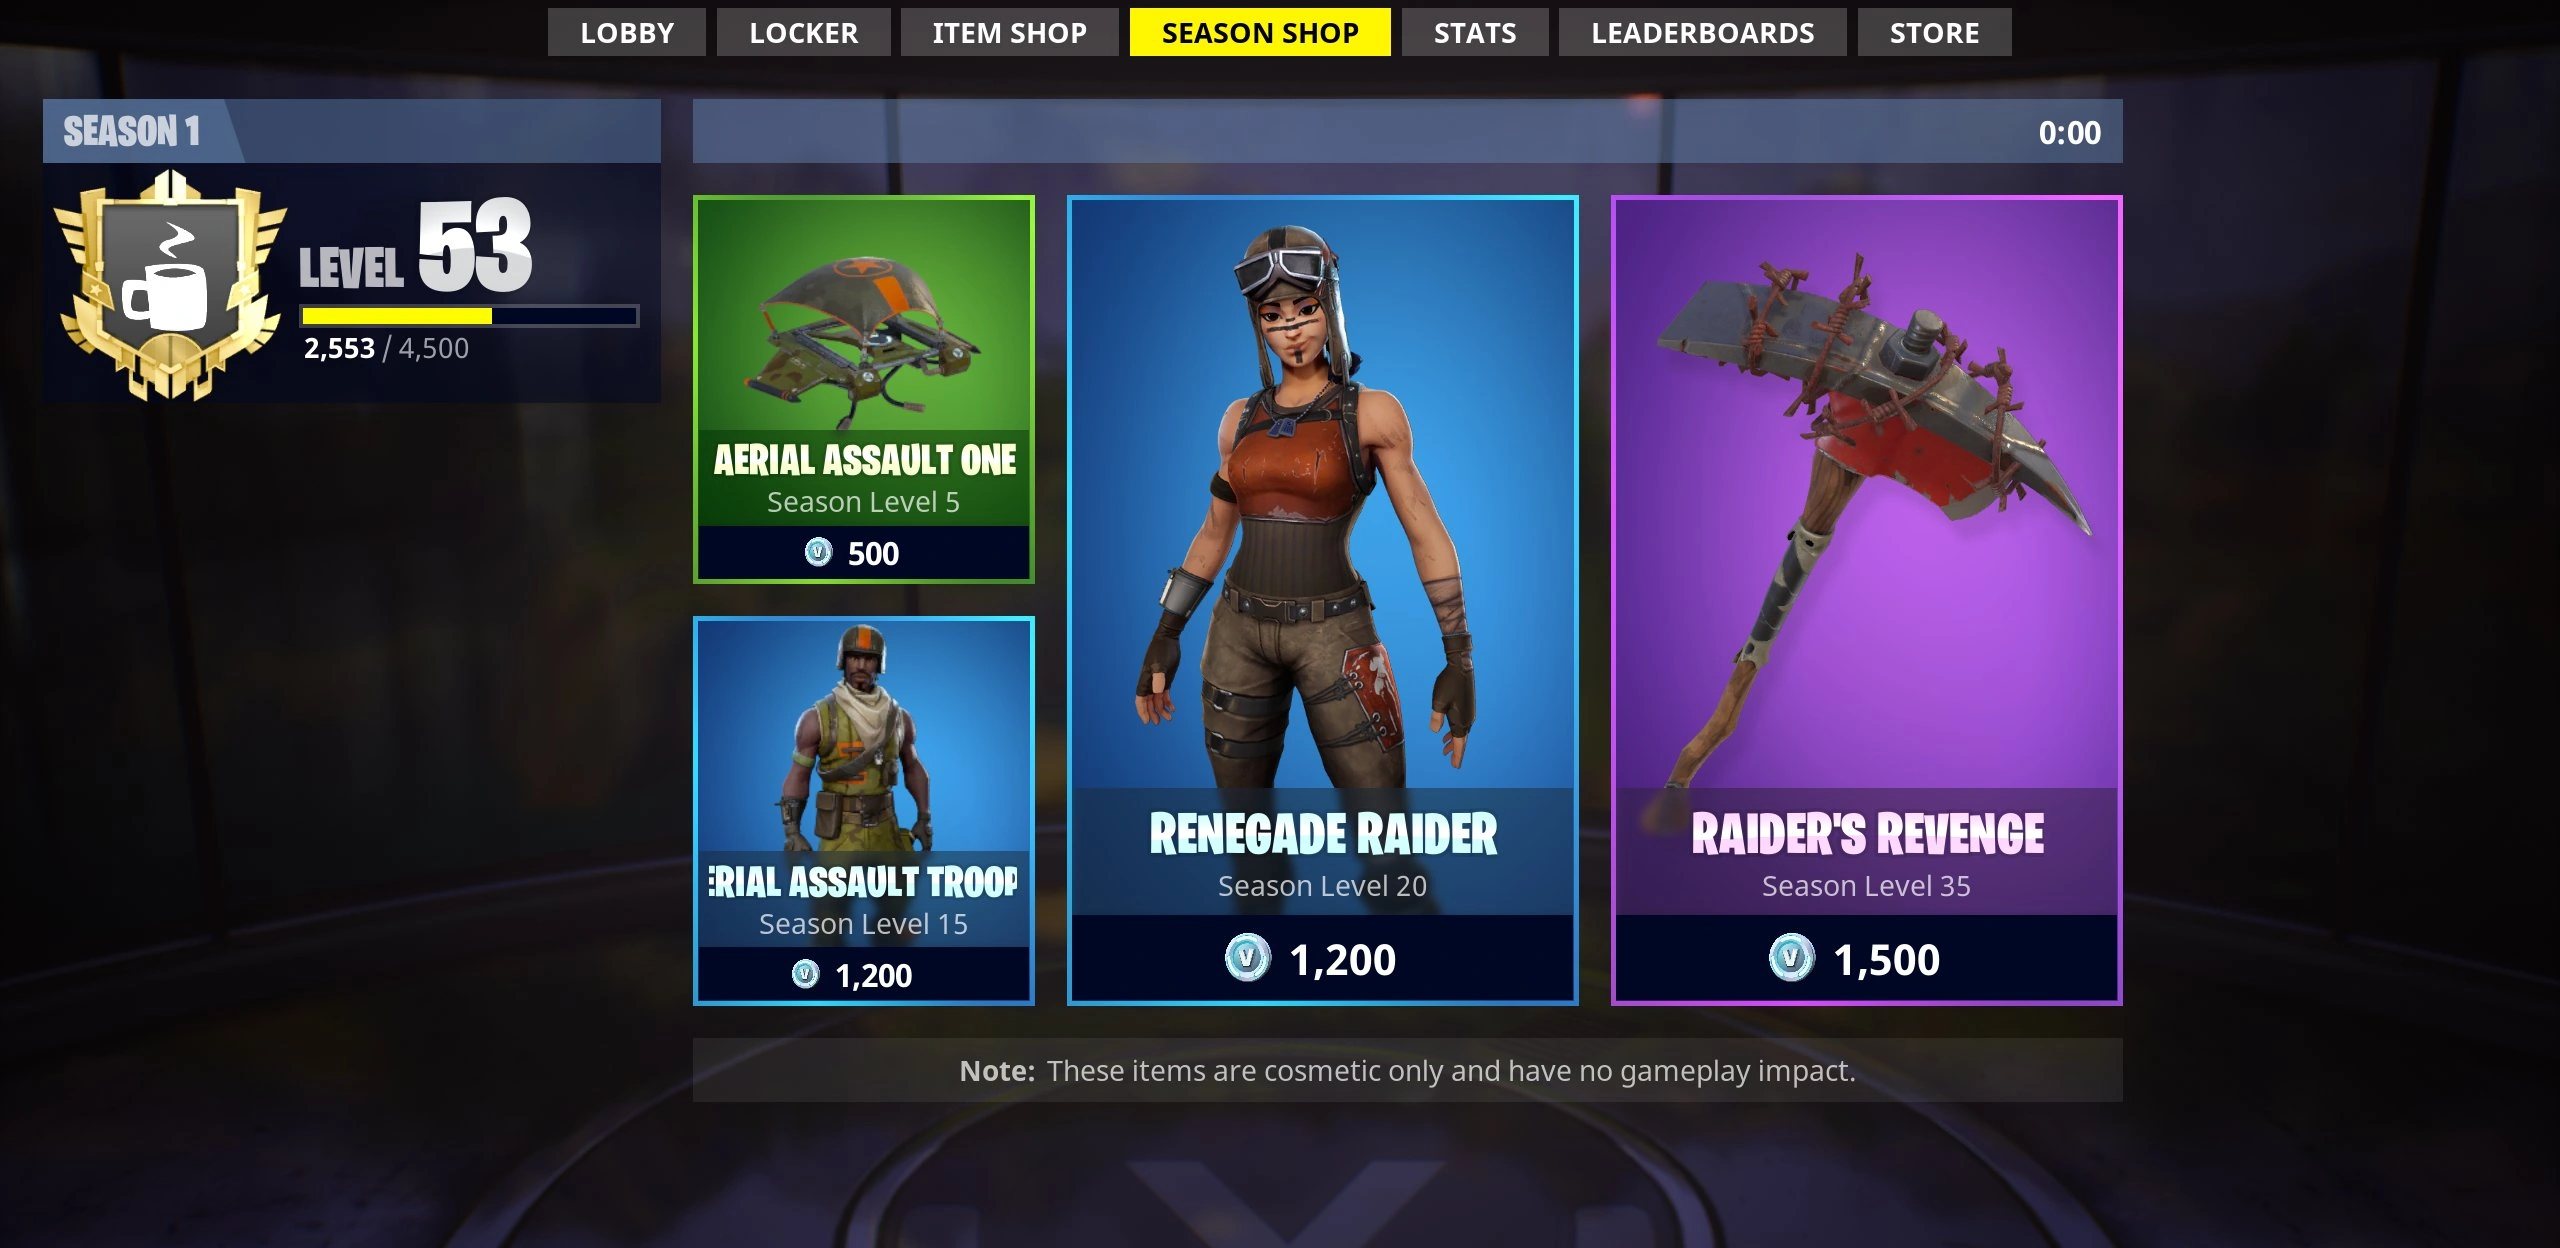 LOBBY
LOCKER
ITEM SHOP
SEASON SHOP
STATS
LEADERBOARDS
STORE
SEASON 1
LEVEL 53
2,553 / 4,500
0:00
AERIAL ASSAULT ONE
Season Level 5
500
ERIAL ASSAULT TROOP
Season Level 15
1,200
RENEGADE RAIDER
Season Level 20
1,200
RAIDER'S REVENGE
Season Level 35
1,500
Note: These items are cosmetic only and have no gameplay impact.